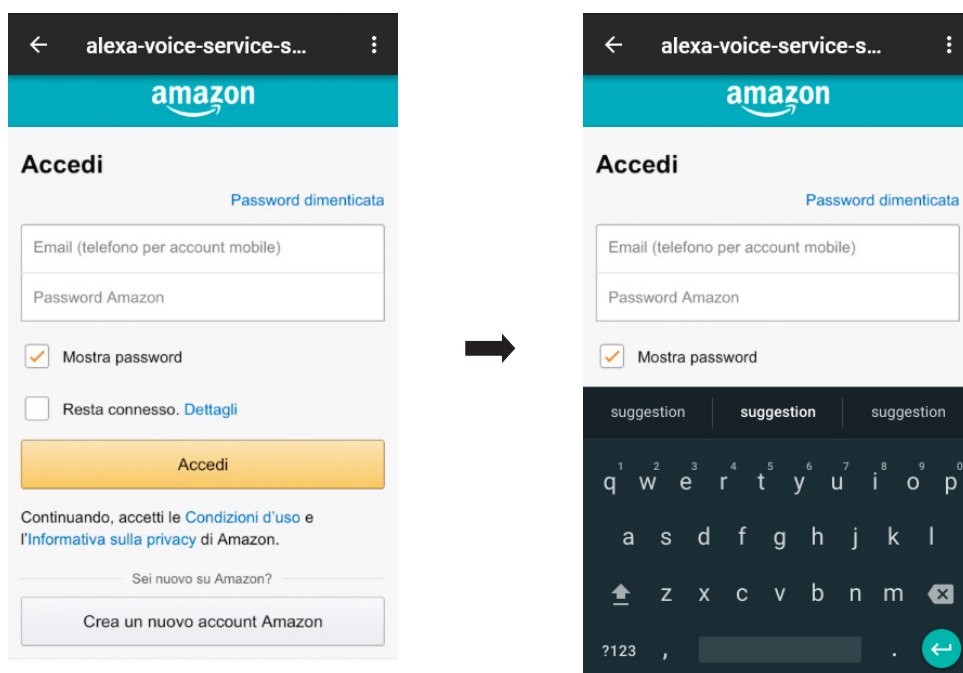 alexa-voice-service-s...
amazon
Accedi
Password dimenticata
Email (telefono per account mobile)
Password Amazon
Mostra password
Resta connesso. Dettagli
Accedi
Continuando, accetti le Condizioni d'uso e
l'Informativa sulla privacy di Amazon.
Sei nuovo su Amazon?
Crea un nuovo account Amazon
alexa-voice-service-s...
amazon
Accedi
Password dimenticata
Email (telefono per account mobile)
Password Amazon
Mostra password
suggestion suggestion suggestion
1 2 3 4 5 6 7 8 9 0
q w e r t y u i o p
a s d f g h j k l
z x c v b n m
?123 , .